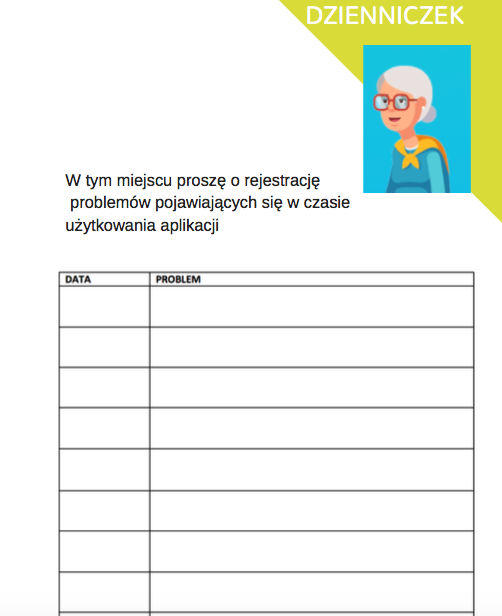 DZIENNICZEK
W tym miejscu proszę o rejestrację
problemów pojawiających się w czasie
użytkowania aplikacji
DATA PROBLEM